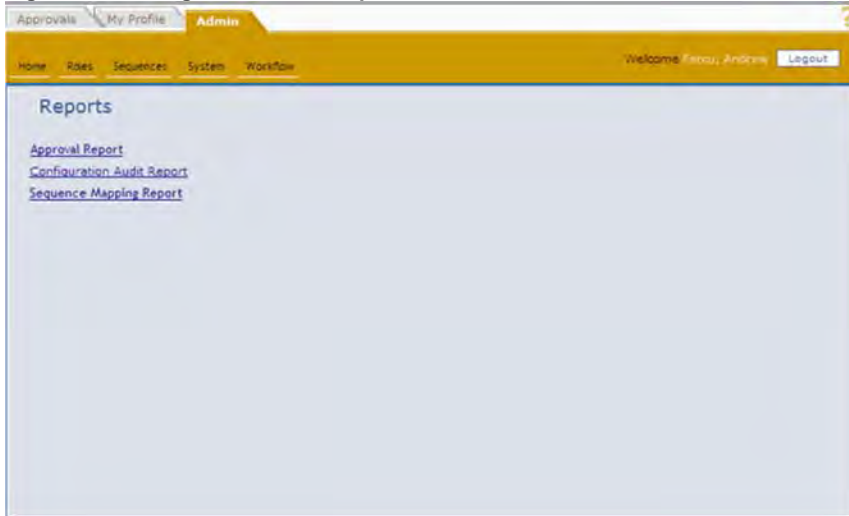 Approvals My Profile Admin
Home Roles Sequences System Workflow Welcome Andrew Logout
Reports
Approval Report
Configuration Audit Report
Sequence Mapping Report